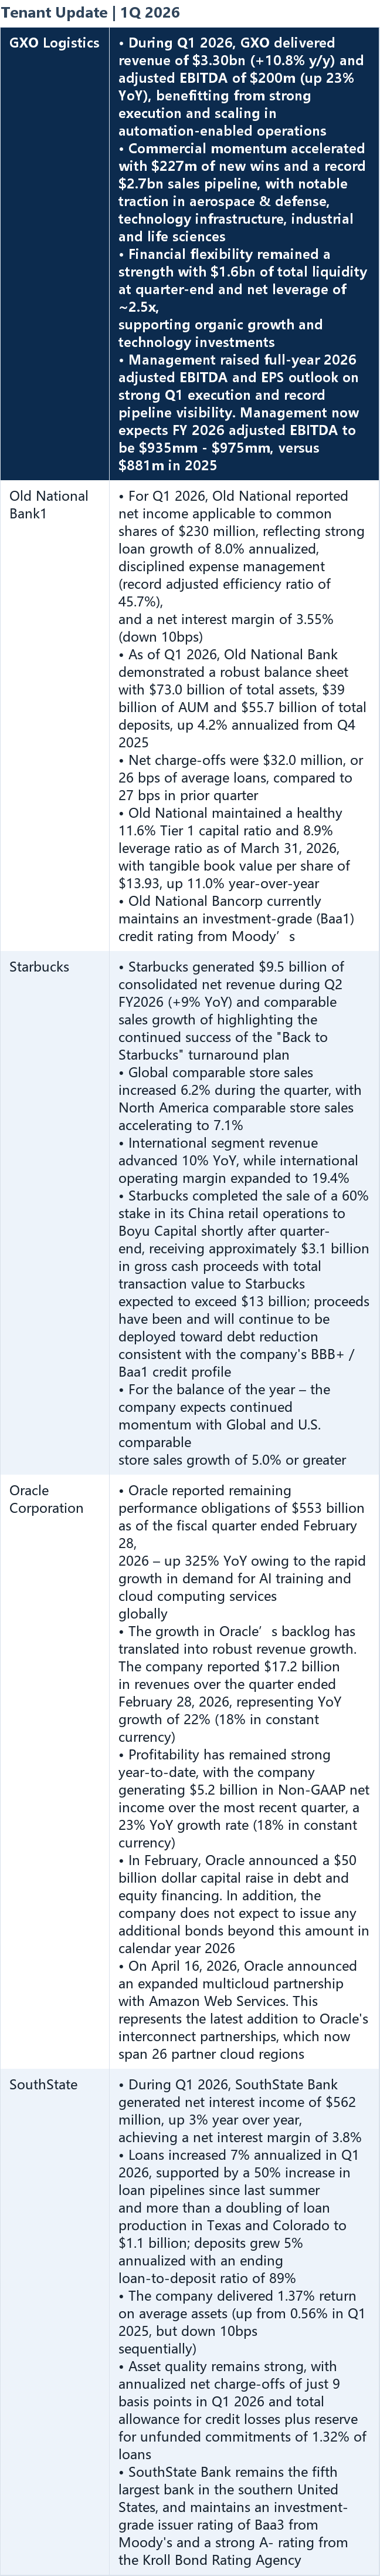 Tenant Update | 1Q 2026
GXO Logistics
• During Q1 2026, GXO delivered
revenue of $3.30bn (+10.8% y/y) and
adjusted EBITDA of $200m (up 23%
YoY), benefitting from strong
execution and scaling in
automation-enabled operations
• Commercial momentum accelerated
with $227m of new wins and a record
$2.7bn sales pipeline, with notable
traction in aerospace & defense,
technology infrastructure, industrial
and life sciences
• Financial flexibility remained a
strength with $1.6bn of total liquidity
at quarter-end and net leverage of
~2.5x,
supporting organic growth and
technology investments
• Management raised full-year 2026
adjusted EBITDA and EPS outlook on
strong Q1 execution and record
pipeline visibility. Management now
expects FY 2026 adjusted EBITDA to
be $935mm - $975mm, versus
$881m in 2025
Old National
Bank1
• For Q1 2026, Old National reported
net income applicable to common
shares of $230 million, reflecting strong
loan growth of 8.0% annualized,
disciplined expense management
(record adjusted efficiency ratio of
45.7%),
and a net interest margin of 3.55%
(down 10bps)
• As of Q1 2026, Old National Bank
demonstrated a robust balance sheet
with $73.0 billion of total assets, $39
billion of AUM and $55.7 billion of total
deposits, up 4.2% annualized from Q4
2025
• Net charge-offs were $32.0 million, or
26 bps of average loans, compared to
27 bps in prior quarter
• Old National maintained a healthy
11.6% Tier 1 capital ratio and 8.9%
leverage ratio as of March 31, 2026,
with tangible book value per share of
$13.93, up 11.0% year-over-year
• Old National Bancorp currently
maintains an investment-grade (Baa1)
credit rating from Moody’s
Starbucks
• Starbucks generated $9.5 billion of
consolidated net revenue during Q2
FY2026 (+9% YoY) and comparable
sales growth of highlighting the
continued success of the "Back to
Starbucks" turnaround plan
• Global comparable store sales
increased 6.2% during the quarter, with
North America comparable store sales
accelerating to 7.1%
• International segment revenue
advanced 10% YoY, while international
operating margin expanded to 19.4%
• Starbucks completed the sale of a 60%
stake in its China retail operations to
Boyu Capital shortly after quarter-
end, receiving approximately $3.1 billion
in gross cash proceeds with total
transaction value to Starbucks
expected to exceed $13 billion; proceeds
have been and will continue to be
deployed toward debt reduction
consistent with the company's BBB+ /
Baa1 credit profile
• For the balance of the year – the
company expects continued
momentum with Global and U.S.
comparable
store sales growth of 5.0% or greater
Oracle
Corporation
• Oracle reported remaining
performance obligations of $553 billion
as of the fiscal quarter ended February
28,
2026 – up 325% YoY owing to the rapid
growth in demand for AI training and
cloud computing services
globally
• The growth in Oracle’s backlog has
translated into robust revenue growth.
The company reported $17.2 billion
in revenues over the quarter ended
February 28, 2026, representing YoY
growth of 22% (18% in constant
currency)
• Profitability has remained strong
year-to-date, with the company
generating $5.2 billion in Non-GAAP net
income over the most recent quarter, a
23% YoY growth rate (18% in constant
currency)
• In February, Oracle announced a $50
billion dollar capital raise in debt and
equity financing. In addition, the
company does not expect to issue any
additional bonds beyond this amount in
calendar year 2026
• On April 16, 2026, Oracle announced
an expanded multicloud partnership
with Amazon Web Services. This
represents the latest addition to Oracle's
interconnect partnerships, which now
span 26 partner cloud regions
SouthState
• During Q1 2026, SouthState Bank
generated net interest income of $562
million, up 3% year over year,
achieving a net interest margin of 3.8%
• Loans increased 7% annualized in Q1
2026, supported by a 50% increase in
loan pipelines since last summer
and more than a doubling of loan
production in Texas and Colorado to
$1.1 billion; deposits grew 5%
annualized with an ending
loan-to-deposit ratio of 89%
• The company delivered 1.37% return
on average assets (up from 0.56% in Q1
2025, but down 10bps
sequentially)
• Asset quality remains strong, with
annualized net charge-offs of just 9
basis points in Q1 2026 and total
allowance for credit losses plus reserve
for unfunded commitments of 1.32% of
loans
• SouthState Bank remains the fifth
largest bank in the southern United
States, and maintains an investment-
grade issuer rating of Baa3 from
Moody's and a strong A- rating from
the Kroll Bond Rating Agency